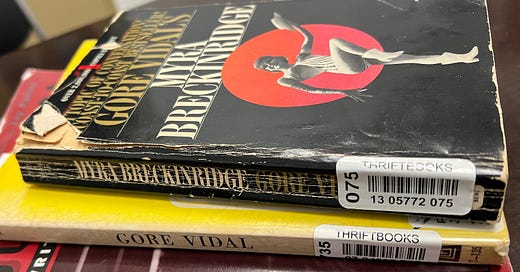 GORE VIDAL'S
MYRA
BRECKINRIDGE
MYRA BRECKINRIDGE GORE VI
THRIFTBOOKS
075
13 05772 075
GORE VIDAL
THRIFTBOOKS
35